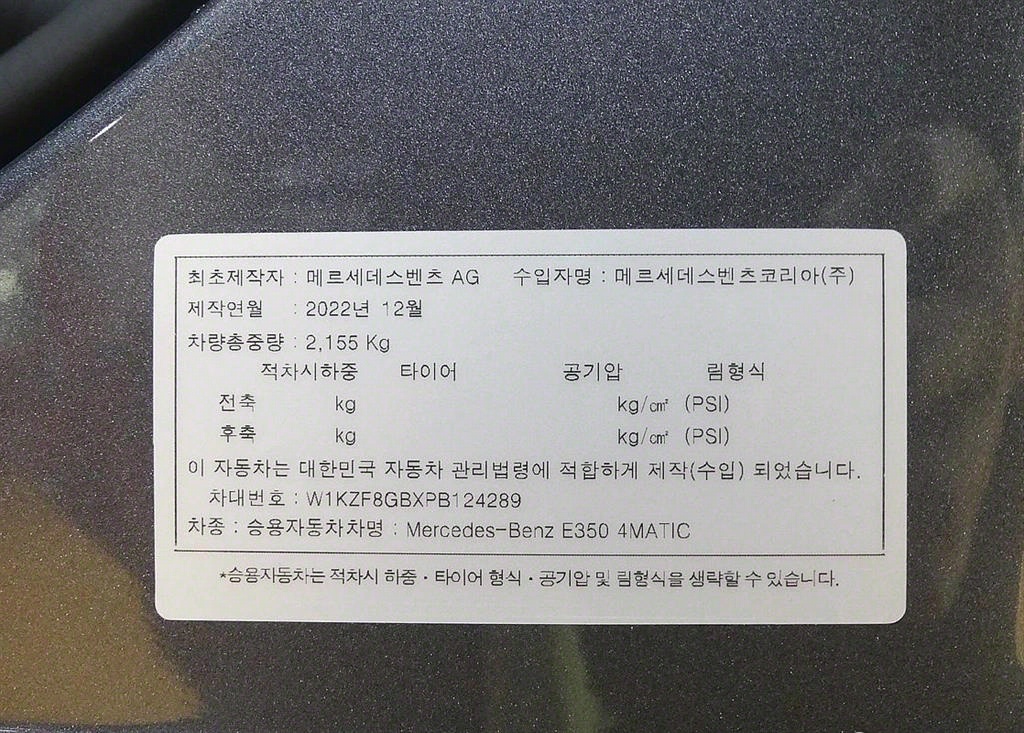 최초제작자 : 메르세데스벤츠 AG 수입자명 : 메르세데스벤츠코리아(주)
제작연월 : 2022년 12월
차량총중량 : 2,155 Kg
적차시하중 타이어 공기압 림형식
전축 kg kg/㎠ (PSI)
후축 kg kg/㎠ (PSI)
이 자동차는 대한민국 자동차 관리법령에 적합하게 제작(수입) 되었습니다.
차대번호 : W1KZF8GBXPB124289
차종 : 승용자동차차명 : Mercedes-Benz E350 4MATIC
*승용자동차는 적차시 하중·타이어 형식·공기압 및 림형식을 생략할 수 있습니다.